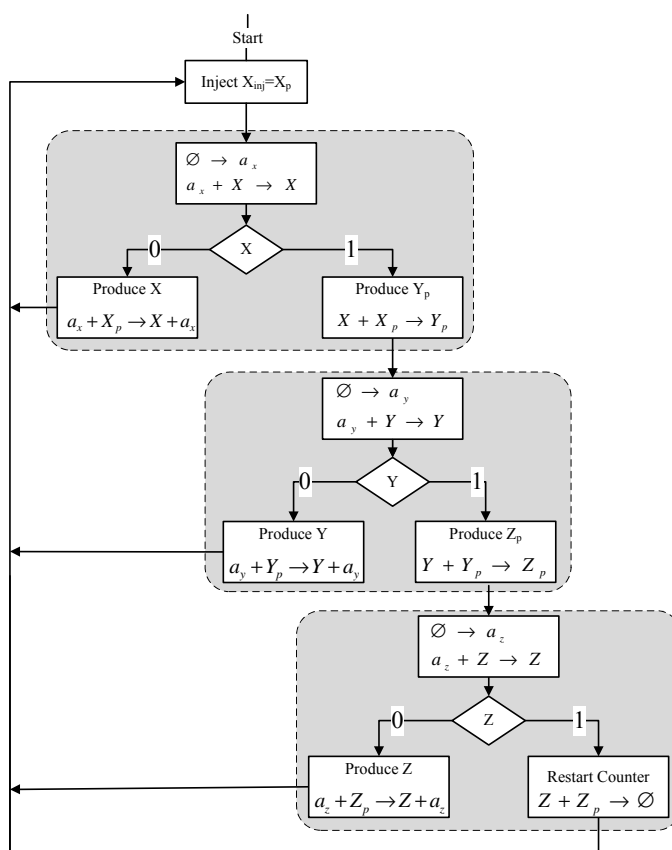 Start
Inject X_inj=X_p
∅ → a_x
a_x + X → X
X
0
1
Produce X
a_x + X_p → X + a_x
Produce Y_p
X + X_p → Y_p
∅ → a_y
a_y + Y → Y
Y
0
1
Produce Y
a_y + Y_p → Y + a_y
Produce Z_p
Y + Y_p → Z_p
∅ → a_z
a_z + Z → Z
Z
0
1
Produce Z
a_z + Z_p → Z + a_z
Restart Counter
Z + Z_p → ∅